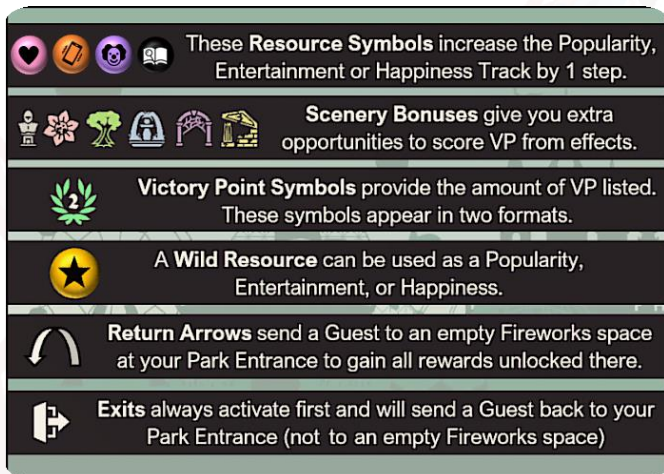 These Resource Symbols increase the Popularity,
Entertainment or Happiness Track by 1 step.
Scenery Bonuses give you extra
opportunities to score VP from effects.
2
Victory Point Symbols provide the amount of VP listed.
These symbols appear in two formats.
A Wild Resource can be used as a Popularity,
Entertainment, or Happiness.
Return Arrows send a Guest to an empty Fireworks space
at your Park Entrance to gain all rewards unlocked there.
Exits always activate first and will send a Guest back to your
Park Entrance (not to an empty Fireworks space)